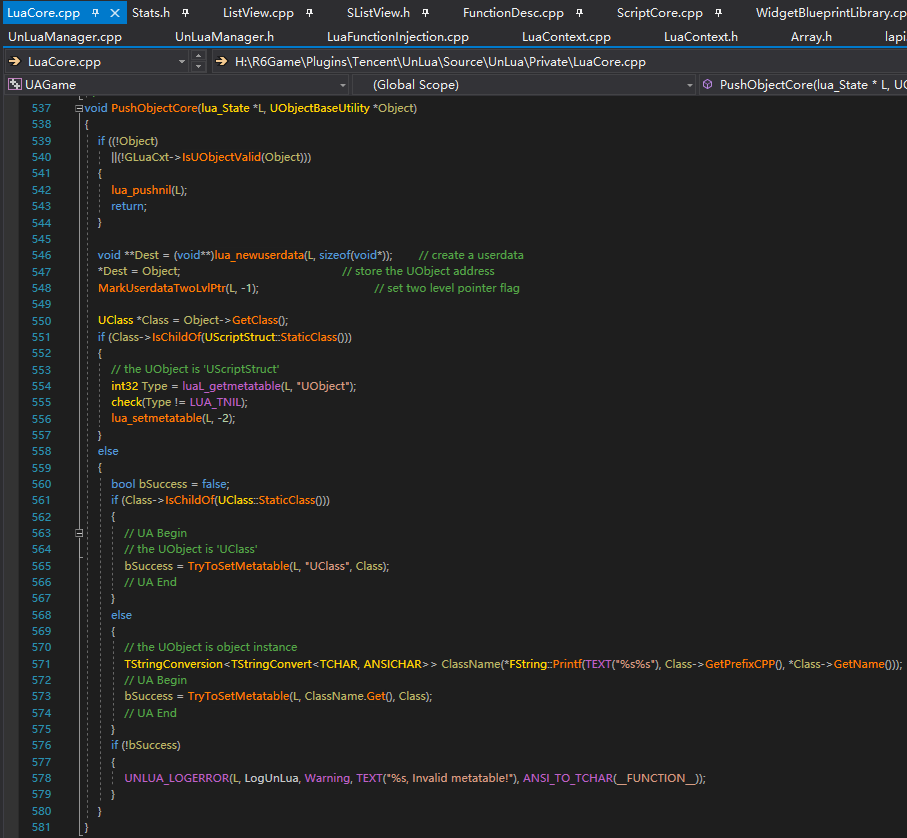 LuaCore.cpp Stats.h ListView.cpp SListView.h FunctionDesc.cpp ScriptCore.cpp WidgetBlueprintLibrary.cp
UnLuaManager.cpp UnLuaManager.h LuaFunctionInjection.cpp LuaContext.cpp LuaContext.h Array.h lapi
LuaCore.cpp H:\R6Game\Plugins\Tencent\UnLua\Source\UnLua\Private\LuaCore.cpp
UAGame (Global Scope) PushObjectCore(lua_State * L, UO
537 void PushObjectCore(lua_State *L, UObjectBaseUtility *Object)
538 {
539 if ((!Object)
540 ||(!GLuaCxt->IsUObjectValid(Object)))
541 {
542 lua_pushnil(L);
543 return;
544 }
545
546 void **Dest = (void**)lua_newuserdata(L, sizeof(void*)); // create a userdata
547 *Dest = Object; // store the UObject address
548 MarkUserdataTwoLvlPtr(L, -1); // set two level pointer flag
549
550 UClass *Class = Object->GetClass();
551 if (Class->IsChildOf(UScriptStruct::StaticClass()))
552 {
553 // the UObject is 'UScriptStruct'
554 int32 Type = luaL_getmetatable(L, "UObject");
555 check(Type != LUA_TNIL);
556 lua_setmetatable(L, -2);
557 }
558 else
559 {
560 bool bSuccess = false;
561 if (Class->IsChildOf(UClass::StaticClass()))
562 {
563 // UA Begin
564 // the UObject is 'UClass'
565 bSuccess = TryToSetMetatable(L, "UClass", Class);
566 // UA End
567 }
568 else
569 {
570 // the UObject is object instance
571 TStringConversion<TStringConvert<TCHAR, ANSICHAR>> ClassName(*FString::Printf(TEXT("%s%s"), Class->GetPrefixCPP(), *Class->GetName()));
572 // UA Begin
573 bSuccess = TryToSetMetatable(L, ClassName.Get(), Class);
574 // UA End
575 }
576 if (!bSuccess)
577 {
578 UNLUA_LOGERROR(L, LogUnLua, Warning, TEXT("%s, Invalid metatable!"), ANSI_TO_TCHAR(__FUNCTION__));
579 }
580 }
581 }